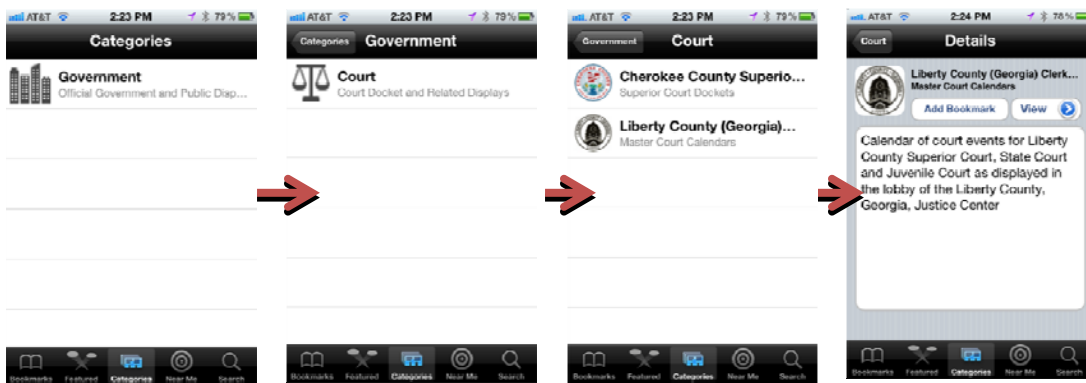 AT&T 2:23 PM 79%
Categories
Government
Official Government and Public Disp...
Bookmarks Featured Categories Near Me Search
AT&T 2:23 PM 79%
Categories Government
Court
Court Docket and Related Displays
Bookmarks Featured Categories Near Me Search
AT&T 2:23 PM 79%
Government Court
Cherokee County Superio...
Superior Court Dockets
Liberty County (Georgia)...
Master Court Calendars
Bookmarks Featured Categories Near Me Search
AT&T 2:24 PM 78%
Court Details
Liberty County (Georgia) Clerk...
Master Court Calendars
Add Bookmark View
Calendar of court events for Liberty
County Superior Court, State Court
and Juvenile Court as displayed in
the lobby of the Liberty County,
Georgia, Justice Center
Bookmarks Featured Categories Near Me Search